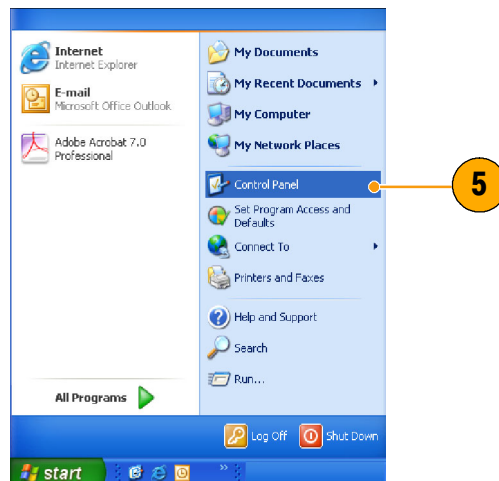 Internet
Internet Explorer
E-mail
Microsoft Office Outlook
Adobe Acrobat 7.0
Professional
All Programs
My Documents
My Recent Documents
My Computer
My Network Places
Control Panel
5
Set Program Access and
Defaults
Connect To
Printers and Faxes
Help and Support
Search
Run...
Log Off
Shut Down
start